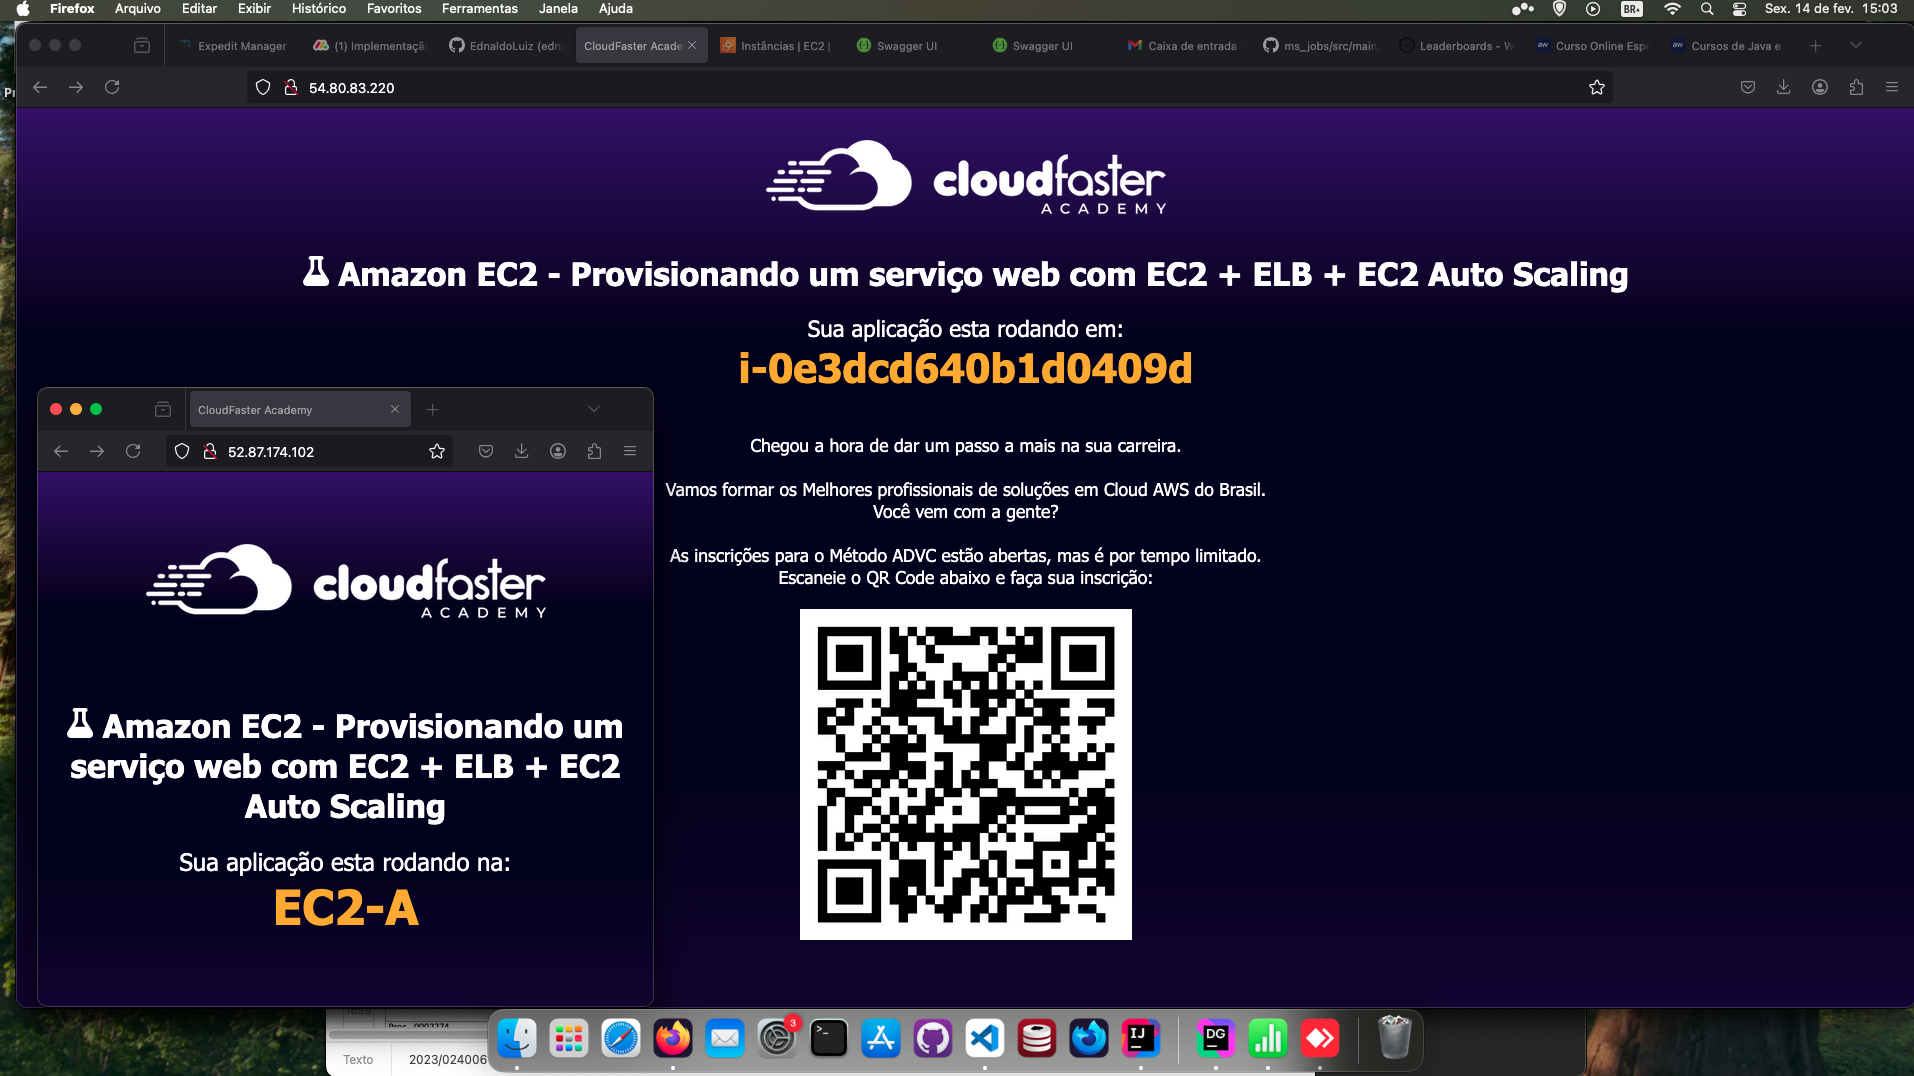 Firefox Arquivo Editar Exibir Histórico Favoritos Ferramentas Janela Ajuda
BR
Sex. 14 de fev. 15:03
Expedit Manager
(1) Implementaçã
EdnaldoLuiz (edn
CloudFaster Acade
Instâncias | EC2 |
Swagger UI
Swagger UI
Caixa de entrada
ms_jobs/src/main
Leaderboards - W
Curso Online Esp
Cursos de Java e
54.80.83.220
cloudfaster
ACADEMY
Amazon EC2 - Provisionando um serviço web com EC2 + ELB + EC2 Auto Scaling
Sua aplicação esta rodando em:
i-0e3dcd640b1d0409d
Chegou a hora de dar um passo a mais na sua carreira.
Vamos formar os Melhores profissionais de soluções em Cloud AWS do Brasil.
Você vem com a gente?
As inscrições para o Método ADVC estão abertas, mas é por tempo limitado.
Escaneie o QR Code abaixo e faça sua inscrição:
CloudFaster Academy
52.87.174.102
cloudfaster
ACADEMY
Amazon EC2 - Provisionando um
serviço web com EC2 + ELB + EC2
Auto Scaling
Sua aplicação esta rodando na:
EC2-A
Texto
2023/024006
3
IJ
DG